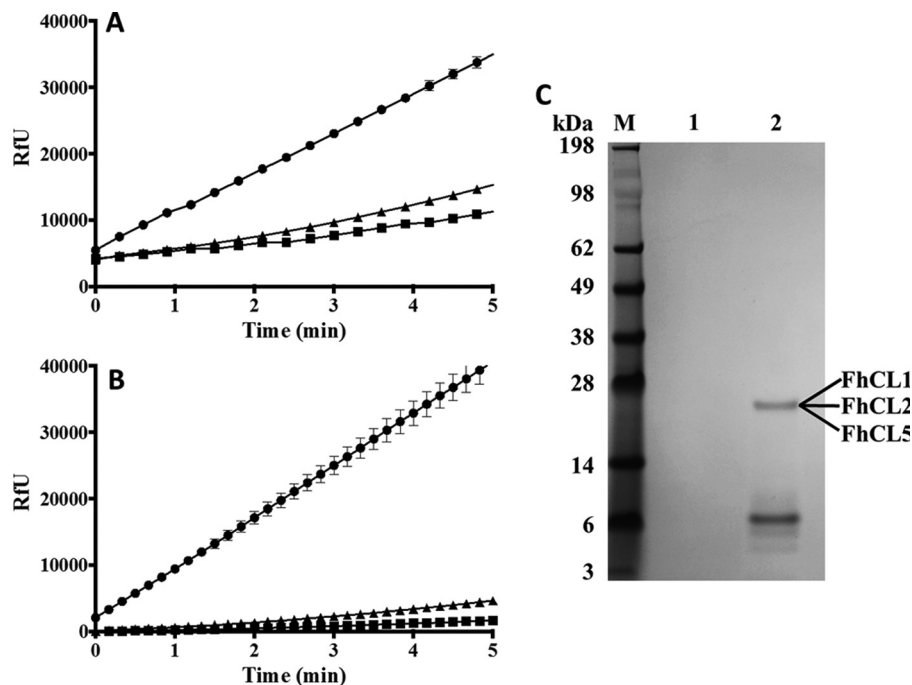 A
40000
30000
20000
10000
0
RfU
0 1 2 3 4 5
Time (min)
B
40000
30000
20000
10000
0
RfU
0 1 2 3 4 5
Time (min)
C
kDa M 1 2
198
98
62
49
38
28
14
6
3
FhCL1
FhCL2
FhCL5